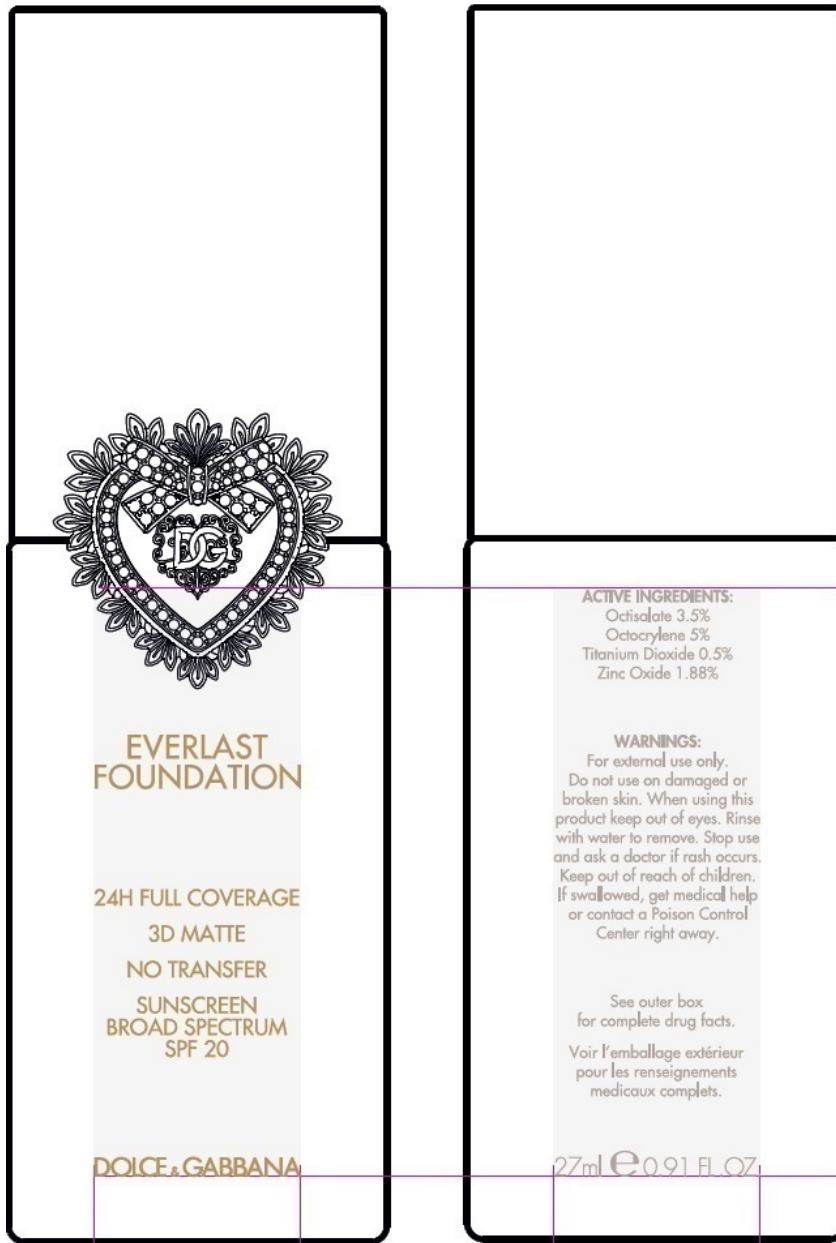 DG
EVERLAST
FOUNDATION
24H FULL COVERAGE
3D MATTE
NO TRANSFER
SUNSCREEN
BROAD SPECTRUM
SPF 20
DOLCE & GABBANA
ACTIVE INGREDIENTS:
Octisalate 3.5%
Octocrylene 5%
Titanium Dioxide 0.5%
Zinc Oxide 1.88%
WARNINGS:
For external use only.
Do not use on damaged or
broken skin. When using this
product keep out of eyes. Rinse
with water to remove. Stop use
and ask a doctor if rash occurs.
Keep out of reach of children.
If swallowed, get medical help
or contact a Poison Control
Center right away.
See outer box
for complete drug facts.
Voir l'emballage extérieur
pour les renseignements
medicaux complets.
27ml ℮ 0.91 FL.OZ